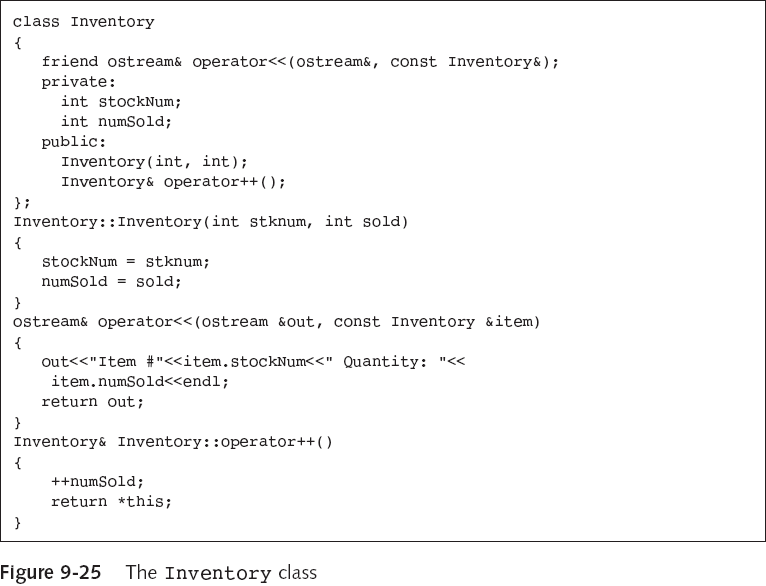 class Inventory
{
   friend ostream& operator<<(ostream&, const Inventory&);
   private:
     int stockNum;
     int numSold;
   public:
     Inventory(int, int);
     Inventory& operator++();
};
Inventory::Inventory(int stknum, int sold)
{
   stockNum = stknum;
   numSold = sold;
}
ostream& operator<<(ostream &out, const Inventory &item)
{
   out<<"Item #"<<item.stockNum<<" Quantity: "<<
    item.numSold<<endl;
   return out;
}
Inventory& Inventory::operator++()
{
    ++numSold;
    return *this;
}
Figure 9-25 The Inventory class